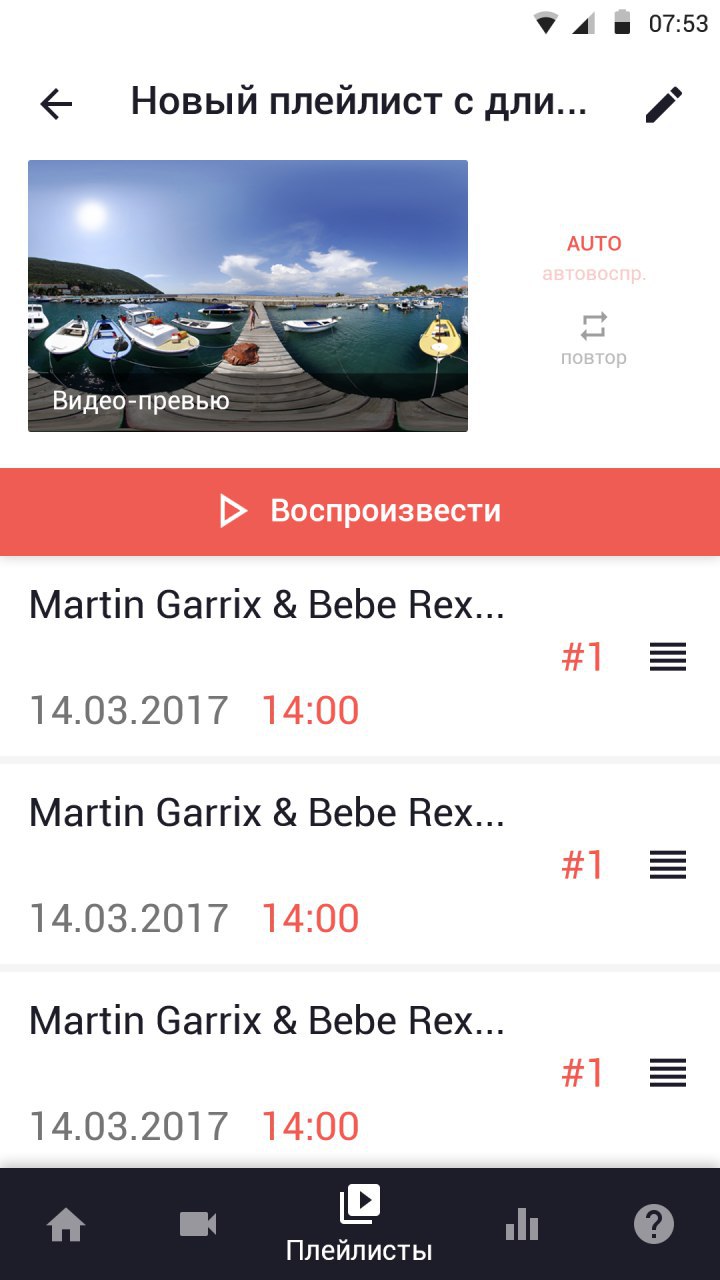 07:53
Новый плейлист с дли...
AUTO
автовоспр.
повтор
Видео-превью
Воспроизвести
Martin Garrix & Bebe Rex...
#1
14.03.2017 14:00
Martin Garrix & Bebe Rex...
#1
14.03.2017 14:00
Martin Garrix & Bebe Rex...
#1
14.03.2017 14:00
Плейлисты